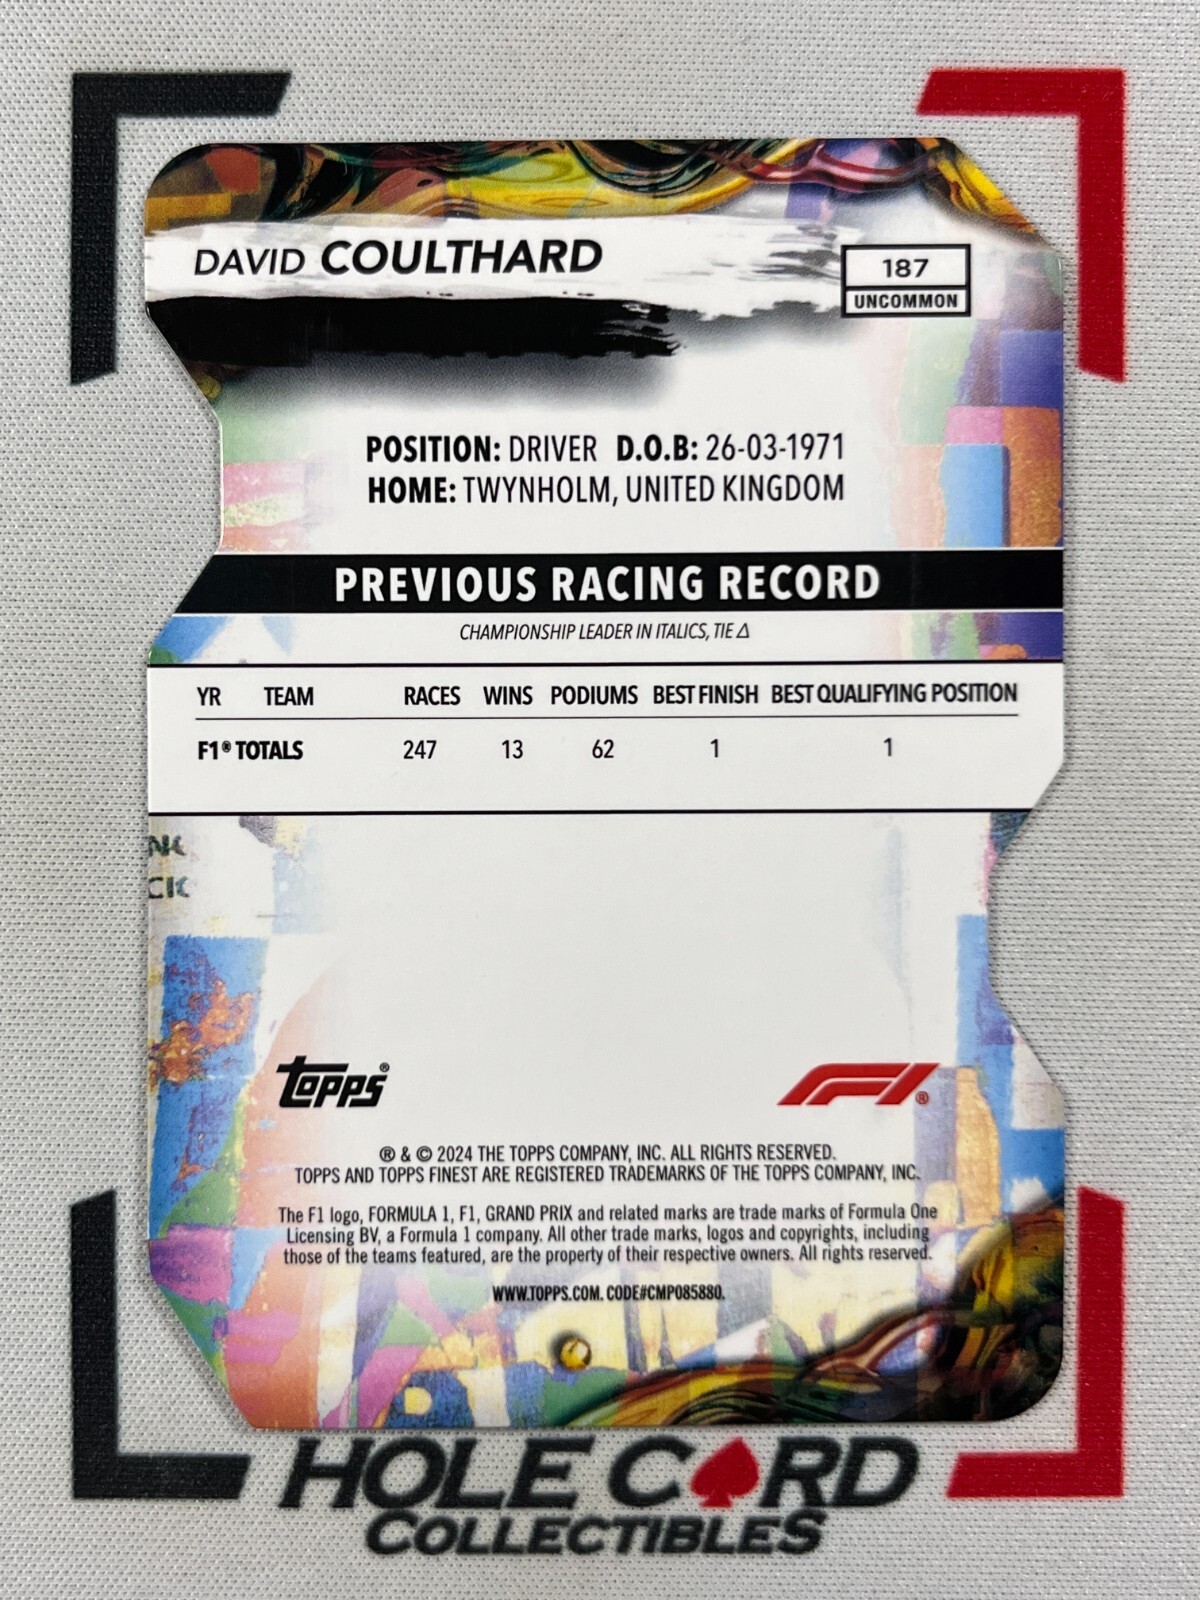 DAVID COULTHARD
187
UNCOMMON
POSITION: DRIVER D.O.B: 26-03-1971
HOME: TWYNHOLM, UNITED KINGDOM
PREVIOUS RACING RECORD
CHAMPIONSHIP LEADER IN ITALICS, TIE Δ
YR TEAM RACES WINS PODIUMS BEST FINISH BEST QUALIFYING POSITION
F1® TOTALS 247 13 62 1 1
topps®
F1®
® & © 2024 THE TOPPS COMPANY, INC. ALL RIGHTS RESERVED.
TOPPS AND TOPPS FINEST ARE REGISTERED TRADEMARKS OF THE TOPPS COMPANY, INC.
The F1 logo, FORMULA 1, F1, GRAND PRIX and related marks are trade marks of Formula One
Licensing BV, a Formula 1 company. All other trade marks, logos and copyrights, including
those of the teams featured, are the property of their respective owners. All rights reserved.
WWW.TOPPS.COM. CODE#CMP085880.
HOLE CARD
COLLECTIBLES